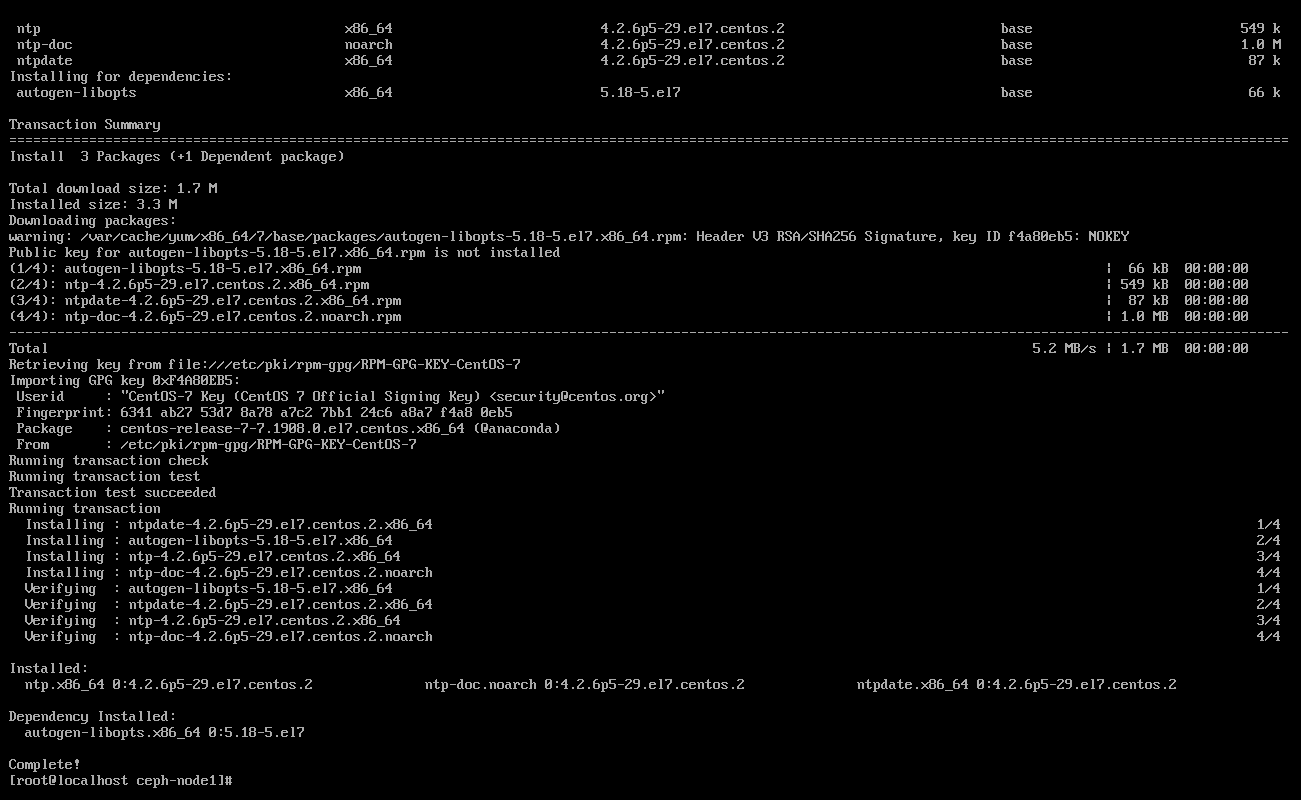 ntp x86_64 4.2.6p5-29.el7.centos.2 base 549 k
ntp-doc noarch 4.2.6p5-29.el7.centos.2 base 1.0 M
ntpdate x86_64 4.2.6p5-29.el7.centos.2 base 87 k
Installing for dependencies:
autogen-libopts x86_64 5.18-5.el7 base 66 k
Transaction Summary
================================================================================================================================================================
Install  3 Packages (+1 Dependent package)
Total download size: 1.7 M
Installed size: 3.3 M
Downloading packages:
warning: /var/cache/yum/x86_64/7/base/packages/autogen-libopts-5.18-5.el7.x86_64.rpm: Header V3 RSA/SHA256 Signature, key ID f4a80eb5: NOKEY
Public key for autogen-libopts-5.18-5.el7.x86_64.rpm is not installed
(1/4): autogen-libopts-5.18-5.el7.x86_64.rpm | 66 kB 00:00:00
(2/4): ntp-4.2.6p5-29.el7.centos.2.x86_64.rpm | 549 kB 00:00:00
(3/4): ntpdate-4.2.6p5-29.el7.centos.2.x86_64.rpm | 87 kB 00:00:00
(4/4): ntp-doc-4.2.6p5-29.el7.centos.2.noarch.rpm | 1.0 MB 00:00:00
----------------------------------------------------------------------------------------------------------------------------------------------------------------
Total 5.2 MB/s | 1.7 MB 00:00:00
Retrieving key from file:///etc/pki/rpm-gpg/RPM-GPG-KEY-CentOS-7
Importing GPG key 0xF4A80EB5:
Userid     : "CentOS-7 Key (CentOS 7 Official Signing Key) <security@centos.org>"
Fingerprint: 6341 ab27 53d7 8a78 a7c2 7bb1 24c6 a8a7 f4a8 0eb5
Package    : centos-release-7-7.1908.0.el7.centos.x86_64 (@anaconda)
From       : /etc/pki/rpm-gpg/RPM-GPG-KEY-CentOS-7
Running transaction check
Running transaction test
Transaction test succeeded
Running transaction
Installing : ntpdate-4.2.6p5-29.el7.centos.2.x86_64 1/4
Installing : autogen-libopts-5.18-5.el7.x86_64 2/4
Installing : ntp-4.2.6p5-29.el7.centos.2.x86_64 3/4
Installing : ntp-doc-4.2.6p5-29.el7.centos.2.noarch 4/4
Verifying  : autogen-libopts-5.18-5.el7.x86_64 1/4
Verifying  : ntpdate-4.2.6p5-29.el7.centos.2.x86_64 2/4
Verifying  : ntp-4.2.6p5-29.el7.centos.2.x86_64 3/4
Verifying  : ntp-doc-4.2.6p5-29.el7.centos.2.noarch 4/4
Installed:
ntp.x86_64 0:4.2.6p5-29.el7.centos.2 ntp-doc.noarch 0:4.2.6p5-29.el7.centos.2 ntpdate.x86_64 0:4.2.6p5-29.el7.centos.2
Dependency Installed:
autogen-libopts.x86_64 0:5.18-5.el7
Complete!
[root@localhost ceph-node1]#